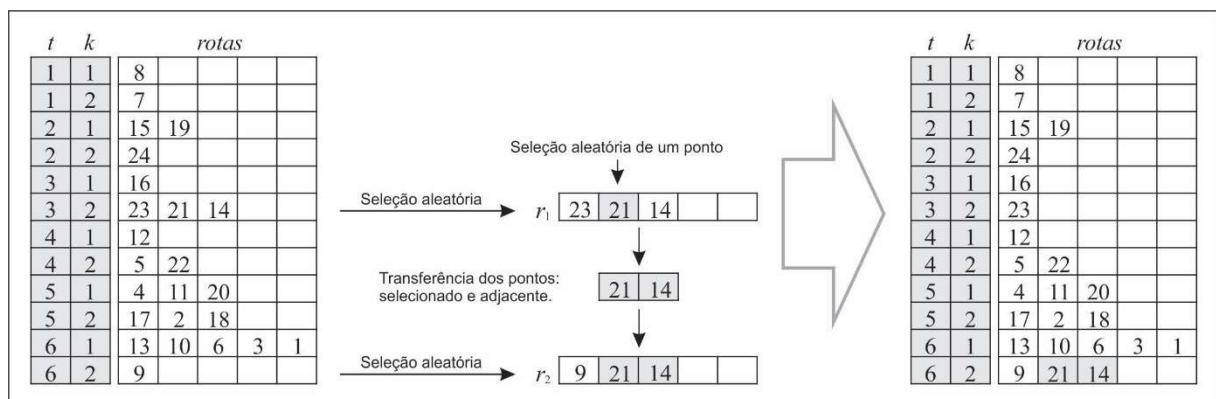 t k rotas
1 1 8
1 2 7
2 1 15 19
2 2 24
3 1 16
3 2 23 21 14
4 1 12
4 2 5 22
5 1 4 11 20
5 2 17 2 18
6 1 13 10 6 3 1
6 2 9
Seleção aleatória de um ponto
Seleção aleatória
r1 23 21 14
Transferência dos pontos:
selecionado e adjacente.
21 14
Seleção aleatória
r2 9 21 14
t k rotas
1 1 8
1 2 7
2 1 15 19
2 2 24
3 1 16
3 2 23
4 1 12
4 2 5 22
5 1 4 11 20
5 2 17 2 18
6 1 13 10 6 3 1
6 2 9 21 14